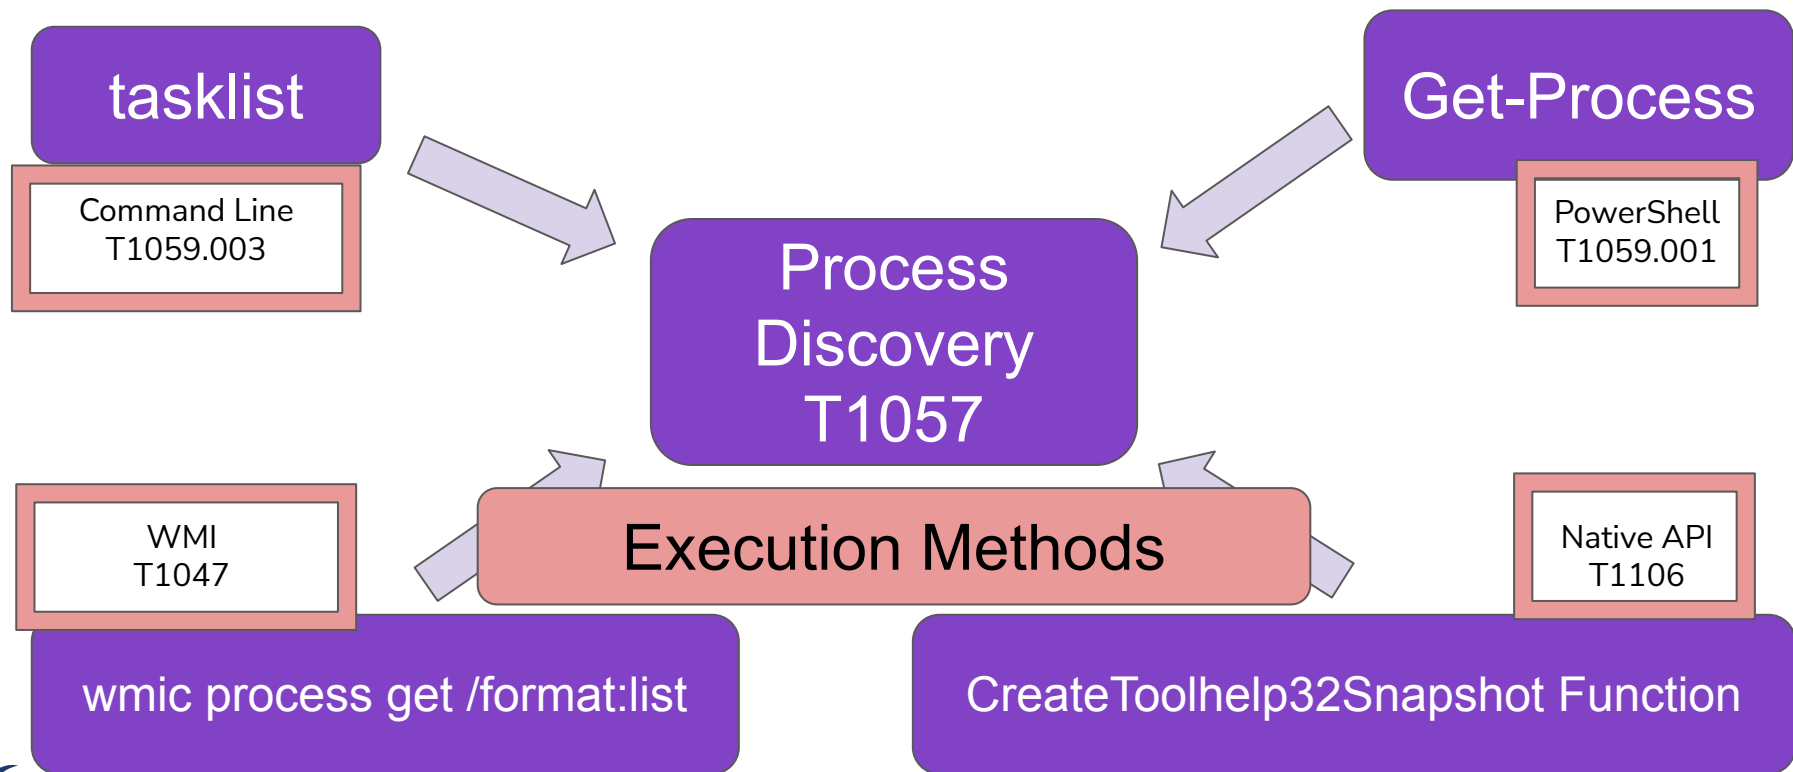 tasklist
Get-Process
Command Line
T1059.003
PowerShell
T1059.001
Process
Discovery
T1057
Execution Methods
WMI
T1047
Native API
T1106
wmic process get /format:list
CreateToolhelp32Snapshot Function